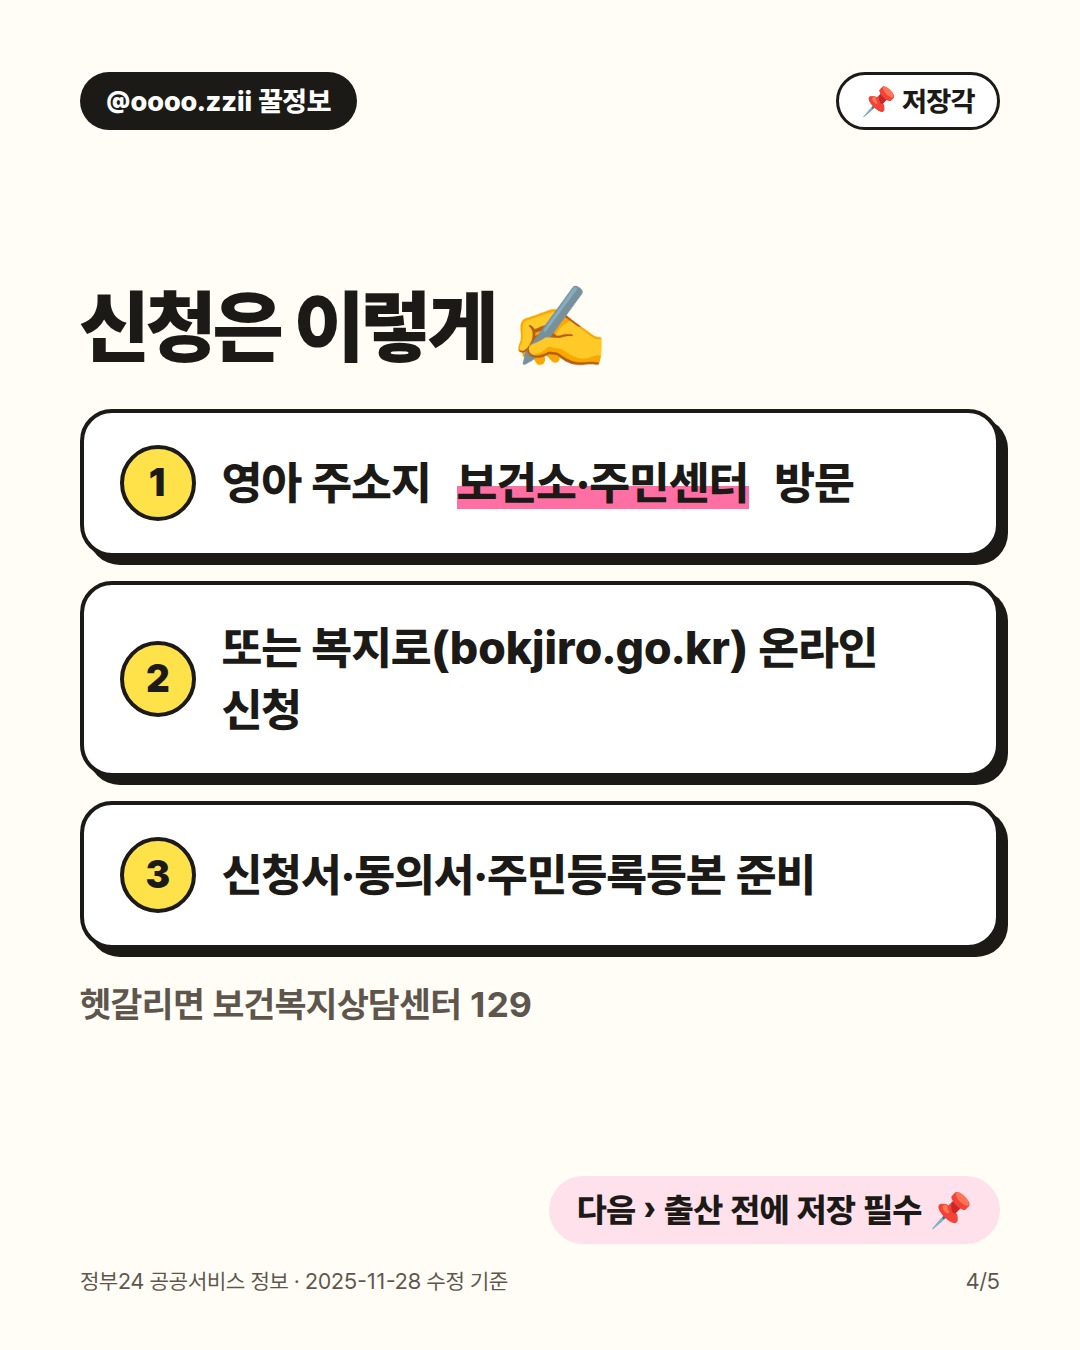 @oooo.zzii 꿀정보
📌 저장각
신청은 이렇게 ✍️
1 영아 주소지 보건소·주민센터 방문
2 또는 복지로(bokjiro.go.kr) 온라인
신청
3 신청서·동의서·주민등록등본 준비
헷갈리면 보건복지상담센터 129
다음 › 출산 전에 저장 필수 📌
정부24 공공서비스 정보 · 2025-11-28 수정 기준
4/5